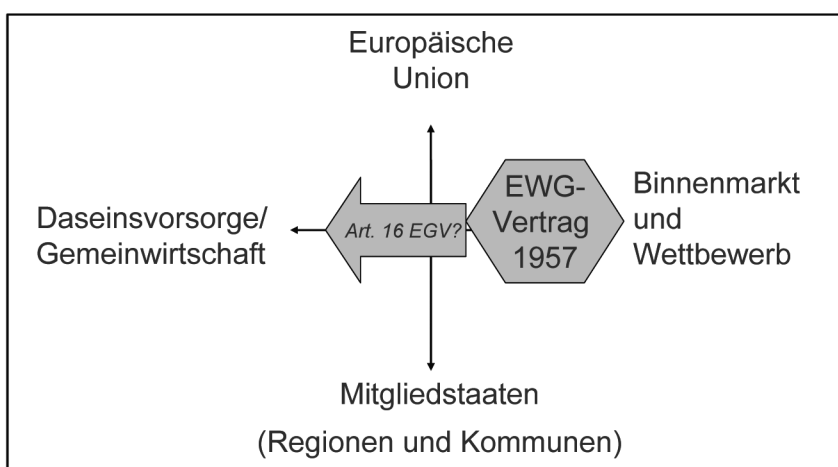 Europäische
Union
Daseinsvorsorge/
Gemeinwirtschaft
Art. 16 EGV?
EWG-
Vertrag
1957
Binnenmarkt
und
Wettbewerb
Mitgliedstaaten
(Regionen und Kommunen)